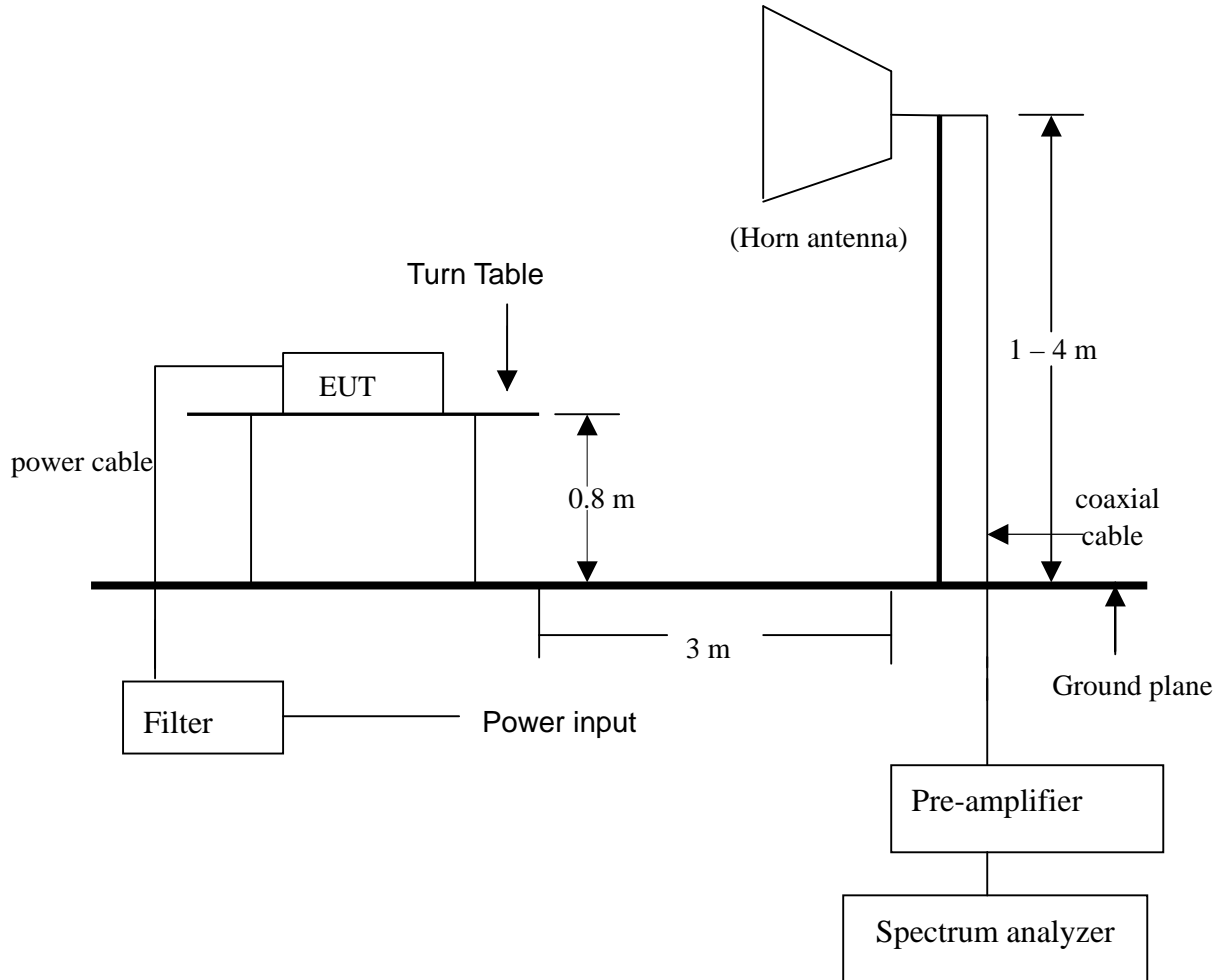 (Horn antenna)
Turn Table
1 – 4 m
EUT
power cable
0.8 m
coaxial
cable
3 m
Ground plane
Filter
Power input
Pre-amplifier
Spectrum analyzer